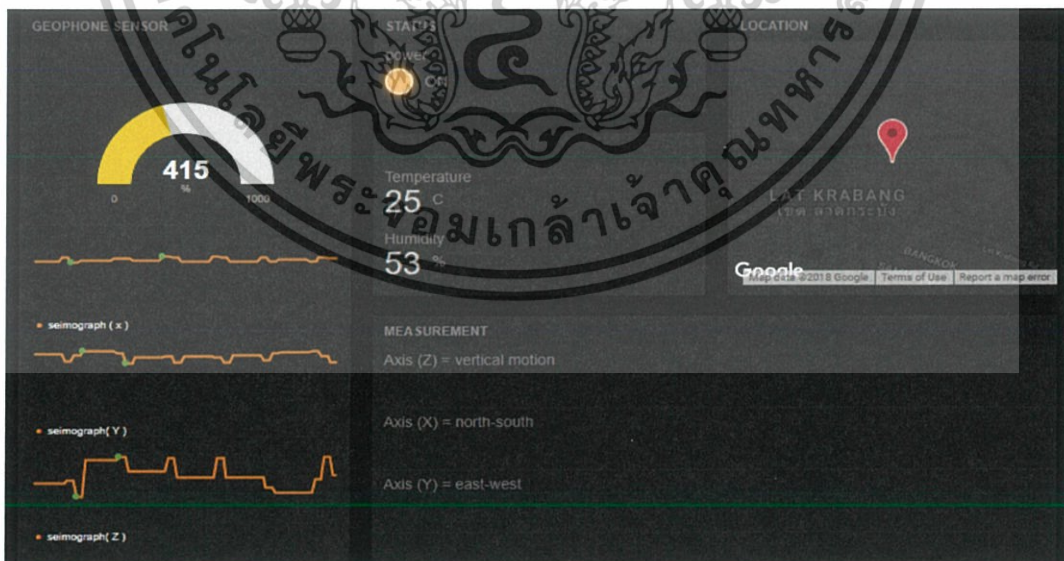 GEOPHONE SENSOR
415
%
0 1000
seimograph ( x )
seimograph( Y )
seimograph( Z )
STATUS
power
ON
Temperature
25 C
Humidity
53 %
MEASUREMENT
Axis (Z) = vertical motion
Axis (X) = north-south
Axis (Y) = east-west
LOCATION
LAT KRABANG
เขต ลาดกระบัง
BANGKOK
Google
Map data ©2018 Google Terms of Use Report a map error
คโนโลยีพระจอมเกล้าเจ้าคุณทหาร